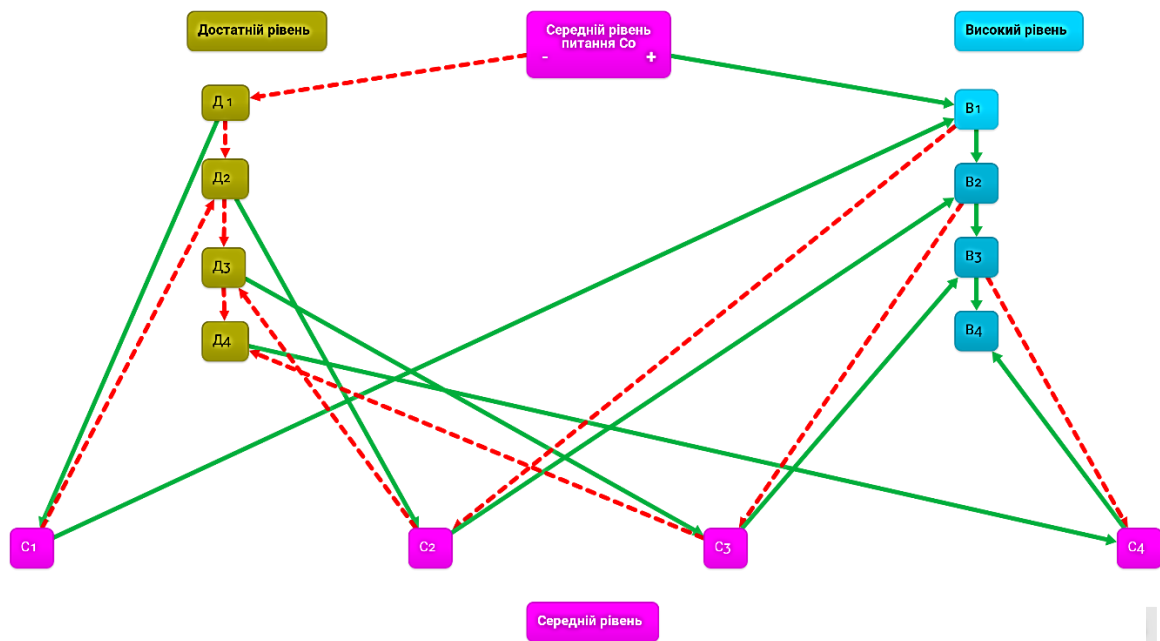 Достатній рівень
Середній рівень
питання Со
- +
Високий рівень
Д 1
В1
Д2
В2
Д3
В3
Д4
В4
С1
С2
С3
С4
Середній рівень